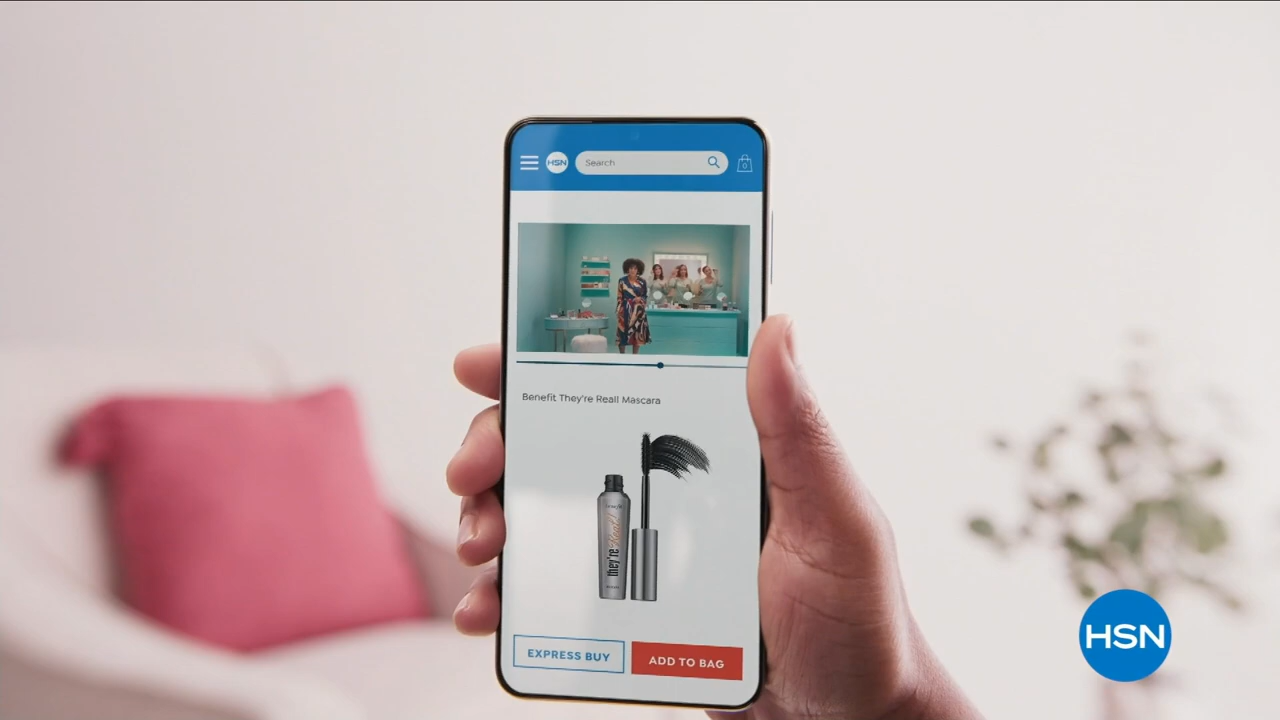 HSN
Search
0
Benefit They're Real! Mascara
benefit
they're Real!
EXPRESS BUY
ADD TO BAG
HSN